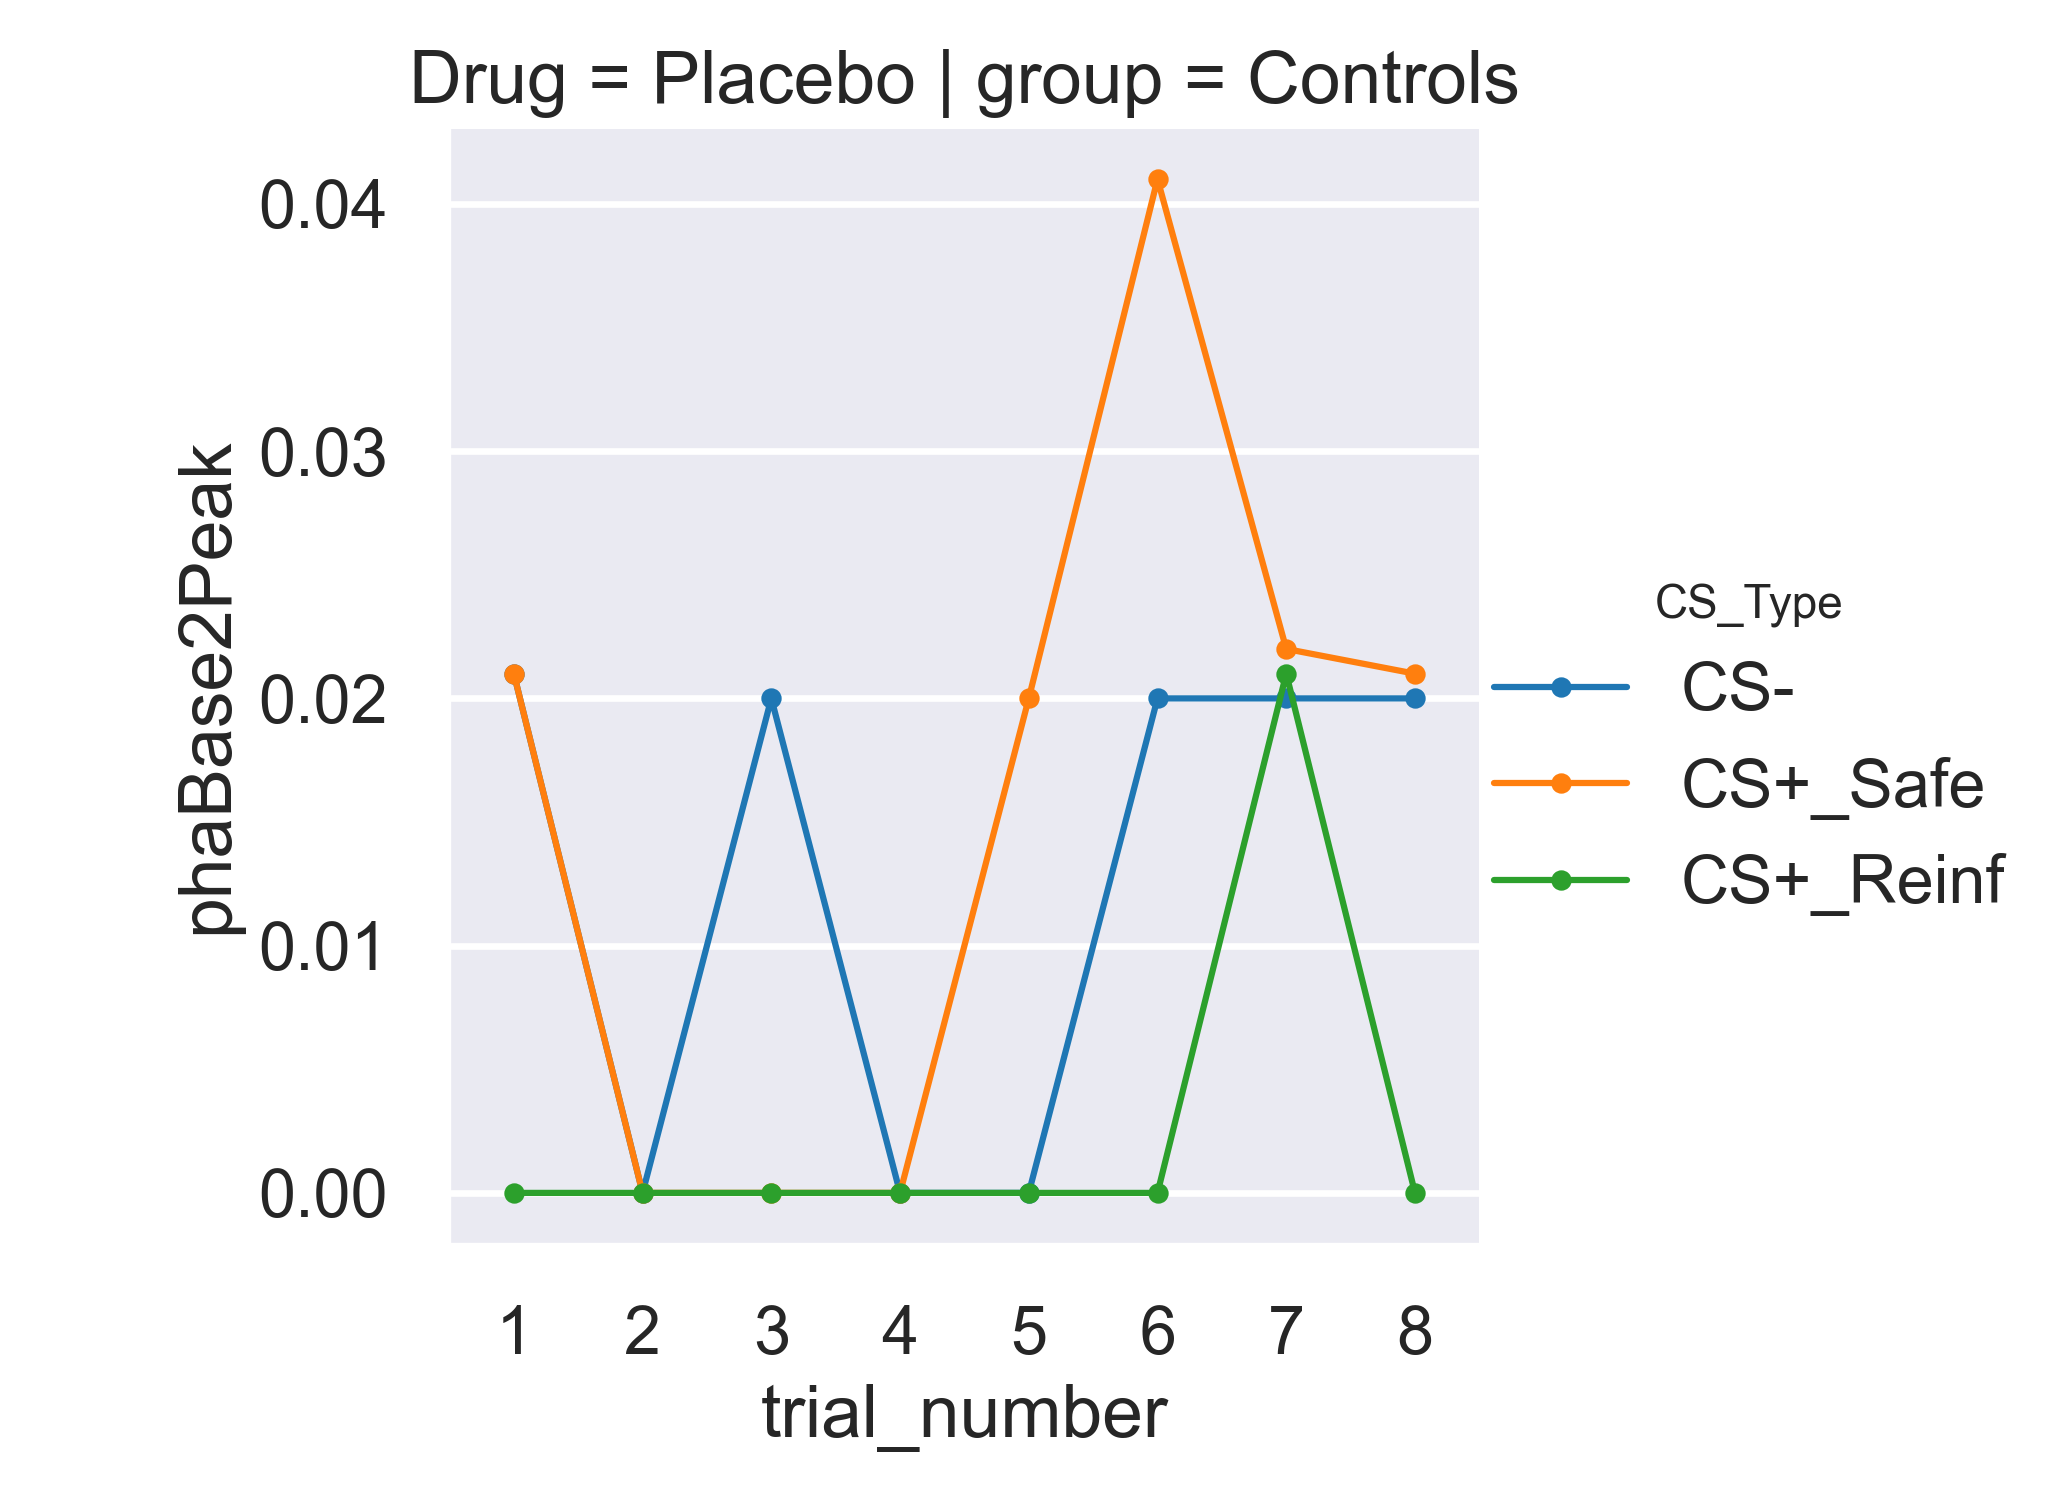 Drug = Placebo | group = Controls
0.04
0.03
0.02
0.01
0.00
phaBase2Peak
1 2 3 4 5 6 7 8
trial_number
CS_Type
CS-
CS+_Safe
CS+_Reinf